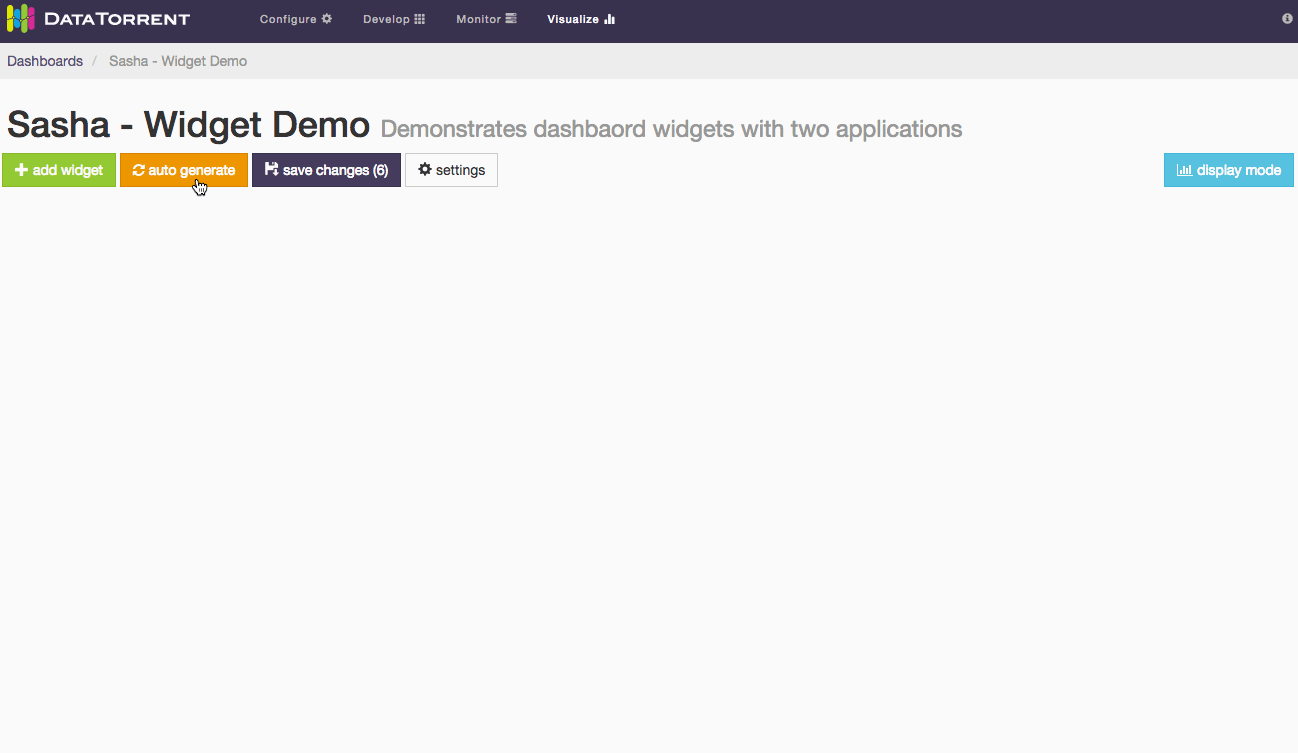 DATATORRENT Configure Develop Monitor Visualize
Dashboards / Sasha - Widget Demo
Sasha - Widget Demo Demonstrates dashbaord widgets with two applications
add widget auto generate save changes (6) settings display mode